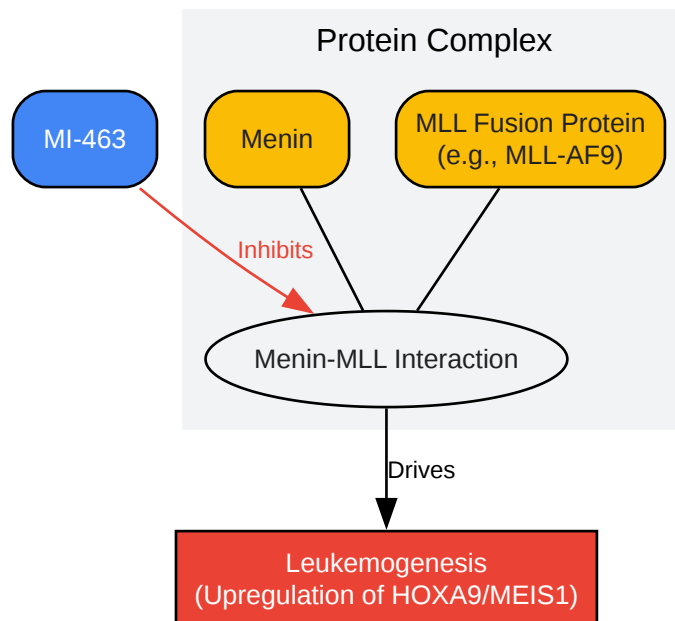 Protein Complex
MI-463
Menin
MLL Fusion Protein
(e.g., MLL-AF9)
Inhibits
Menin-MLL Interaction
Drives
Leukemogenesis
(Upregulation of HOXA9/MEIS1)